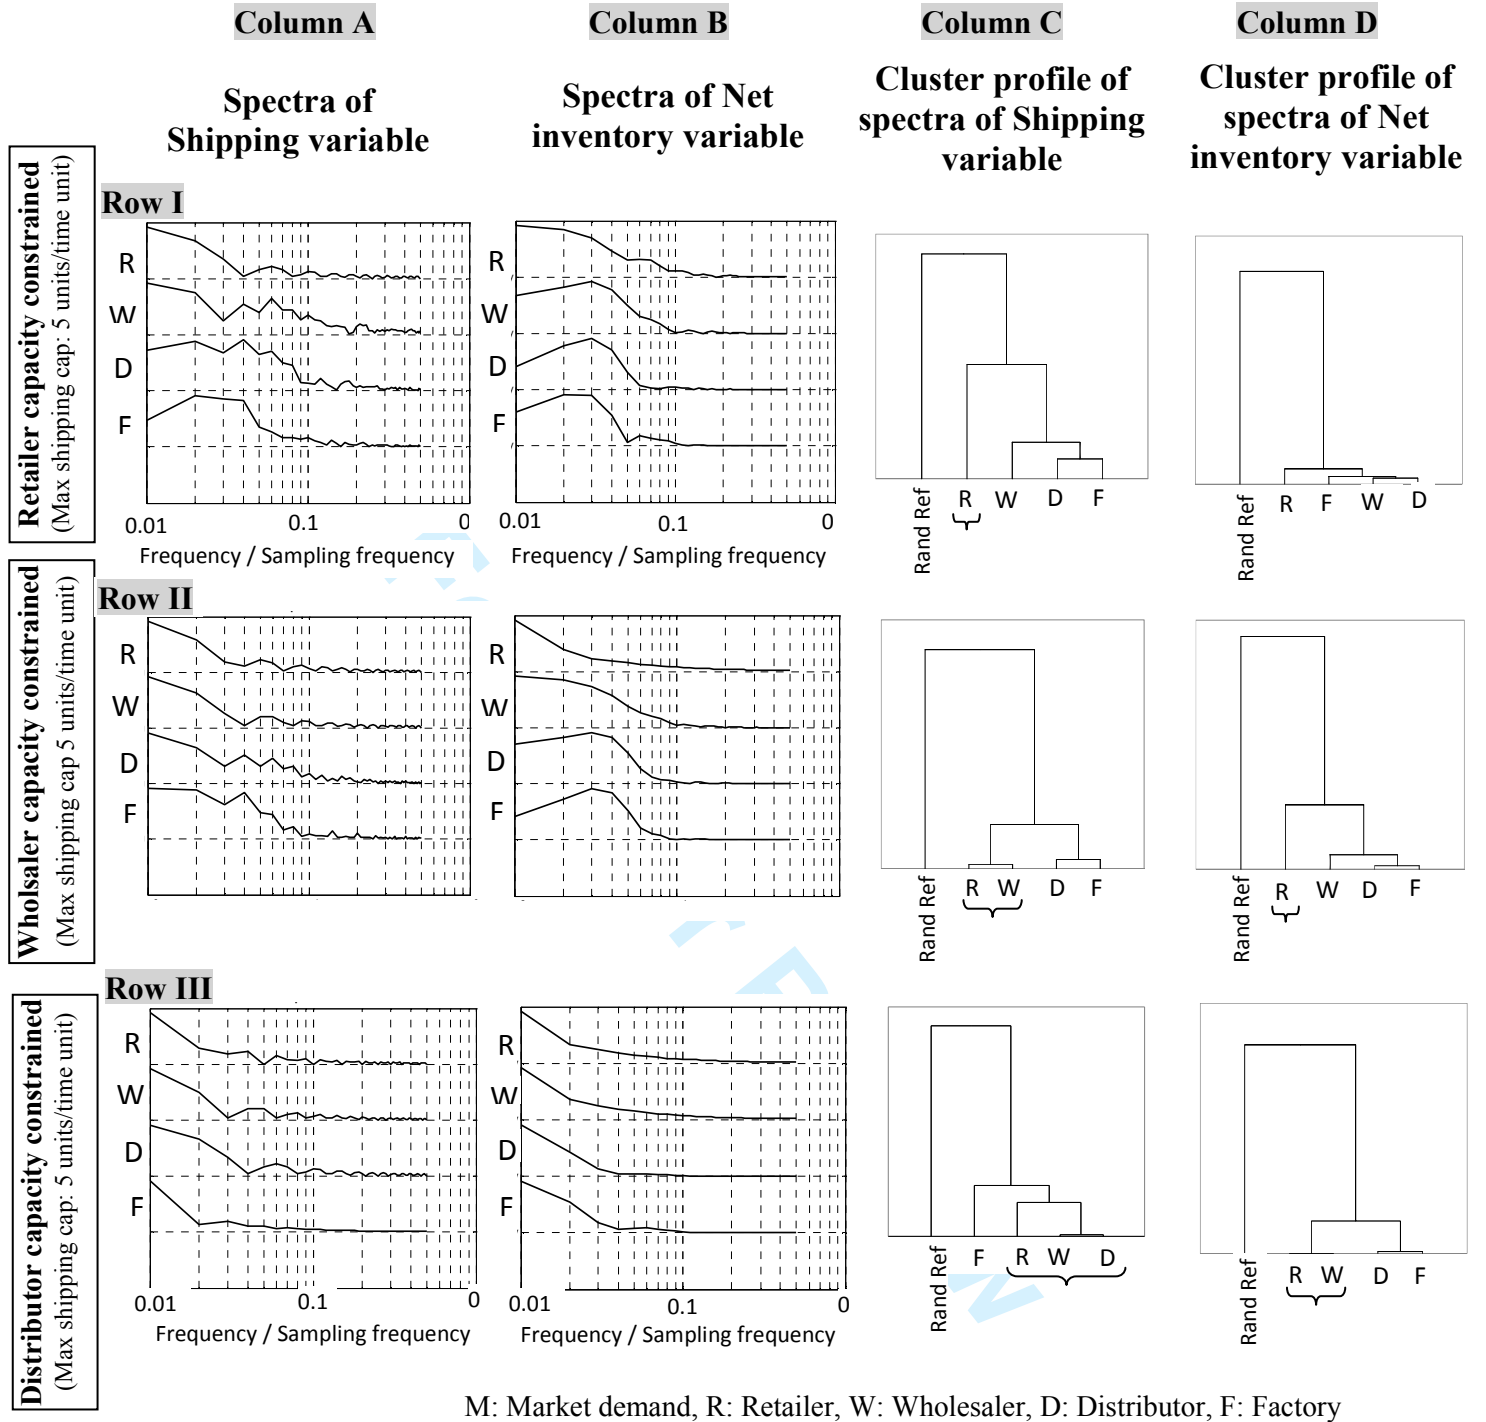 Column A
Column B
Column C
Column D
Spectra of
Shipping variable
Spectra of Net
inventory variable
Cluster profile of
spectra of Shipping
variable
Cluster profile of
spectra of Net
inventory variable
Retailer capacity constrained
(Max shipping cap: 5 units/time unit)
Row I
R
W
D
F
0.01
0.1
0
Frequency / Sampling frequency
R
W
D
F
0.01
0.1
0
Frequency / Sampling frequency
Rand Ref
R
W
D
F
Rand Ref
R
F
W
D
Wholsaler capacity constrained
(Max shipping cap 5 units/time unit)
Row II
R
W
D
F
R
W
D
F
Rand Ref
R
W
D
F
Rand Ref
R
W
D
F
Distributor capacity constrained
(Max shipping cap: 5 units/time unit)
Row III
R
W
D
F
0.01
0.1
0
Frequency / Sampling frequency
R
W
D
F
0.01
0.1
0
Frequency / Sampling frequency
Rand Ref
F
R
W
D
Rand Ref
R
W
D
F
M: Market demand, R: Retailer, W: Wholesaler, D: Distributor, F: Factory